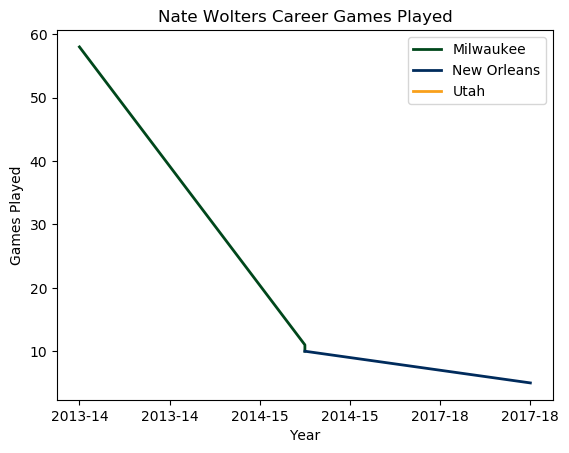 Nate Wolters Career Games Played
Milwaukee
New Orleans
Utah
60
50
40
30
20
10
Games Played
2013-14 2013-14 2014-15 2014-15 2017-18 2017-18
Year